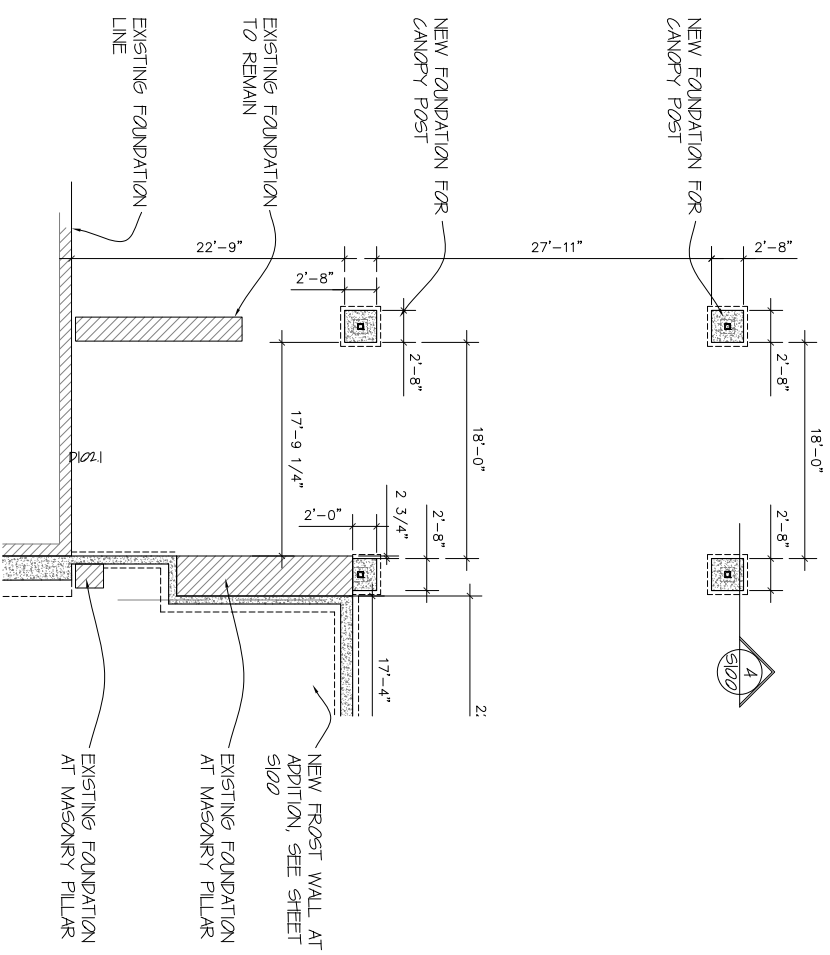 NEW FOUNDATION FOR
CANOPY POST
NEW FOUNDATION FOR
CANOPY POST
EXISTING FOUNDATION
TO REMAIN
EXISTING FOUNDATION
LINE
22'-9"
27'-11"
2'-8"
2'-8"
2'-8"
2'-8"
18'-0"
18'-0"
17'-9 1/4"
D102.1
2'-0"
2 3/4"
2'-8"
2'-8"
17'-4"
4
S100
NEW FROST WALL AT
ADDITION, SEE SHEET
S100
EXISTING FOUNDATION
AT MASONRY PILLAR
EXISTING FOUNDATION
AT MASONRY PILLAR